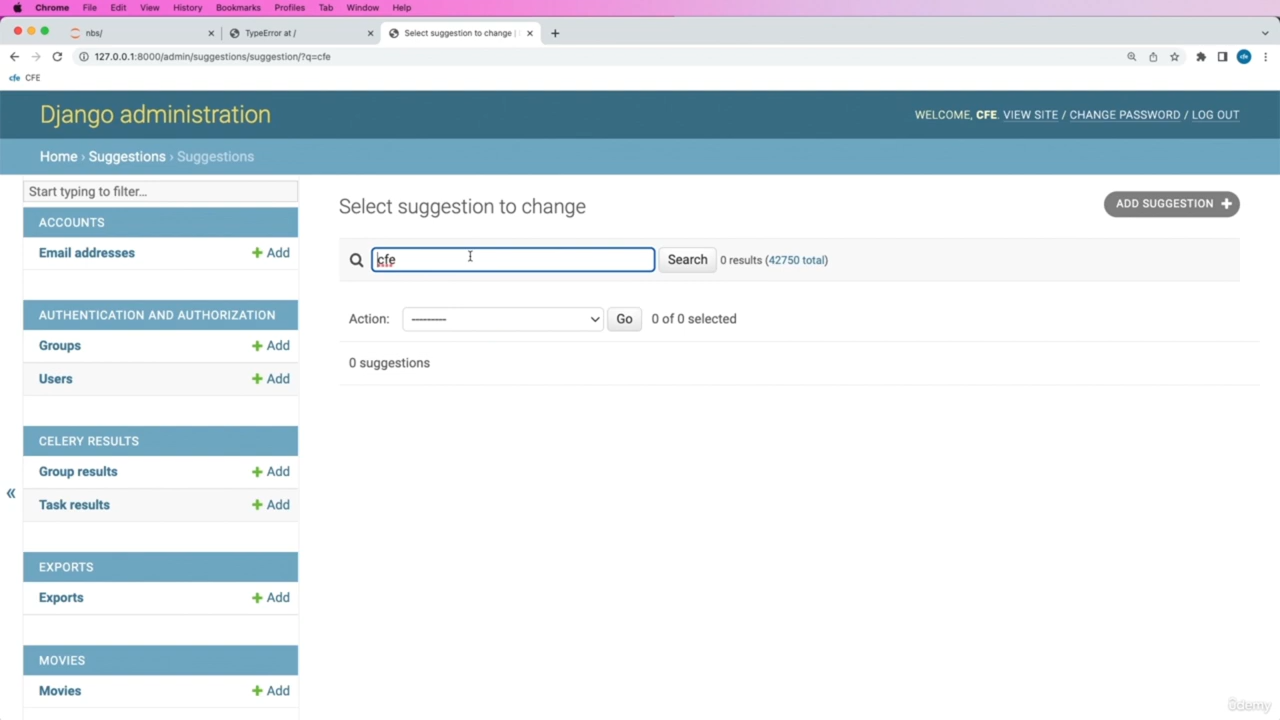 Chrome File Edit View History Bookmarks Profiles Tab Window Help
nbs/
TypeError at /
Select suggestion to change |
127.0.0.1:8000/admin/suggestions/suggestion/?q=cfe
cfe
cfe CFE
Django administration
WELCOME, CFE. VIEW SITE / CHANGE PASSWORD / LOG OUT
Home › Suggestions › Suggestions
Start typing to filter...
ACCOUNTS
Email addresses
Add
AUTHENTICATION AND AUTHORIZATION
Groups
Add
Users
Add
CELERY RESULTS
Group results
Add
Task results
Add
EXPORTS
Exports
Add
MOVIES
Movies
Add
«
Select suggestion to change
ADD SUGGESTION +
cfe
Search
0 results (42750 total)
Action:
---------
Go
0 of 0 selected
0 suggestions
ûdemy